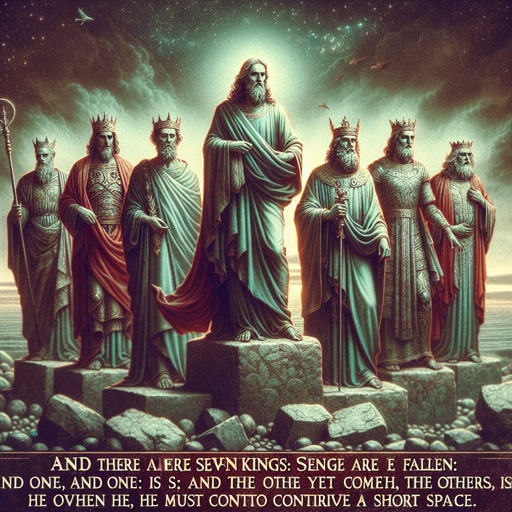 AND THERE A ERE SEVN KINGS: SENGE ARE E FALLEN:
ND ONE, AND ONE: IS S; AND THE OTHE YET COMEH, THE OTHERS, IS
HE OVHEN HE, HE MUST CONTTO CONTIRIVE A SHORT SPACE.